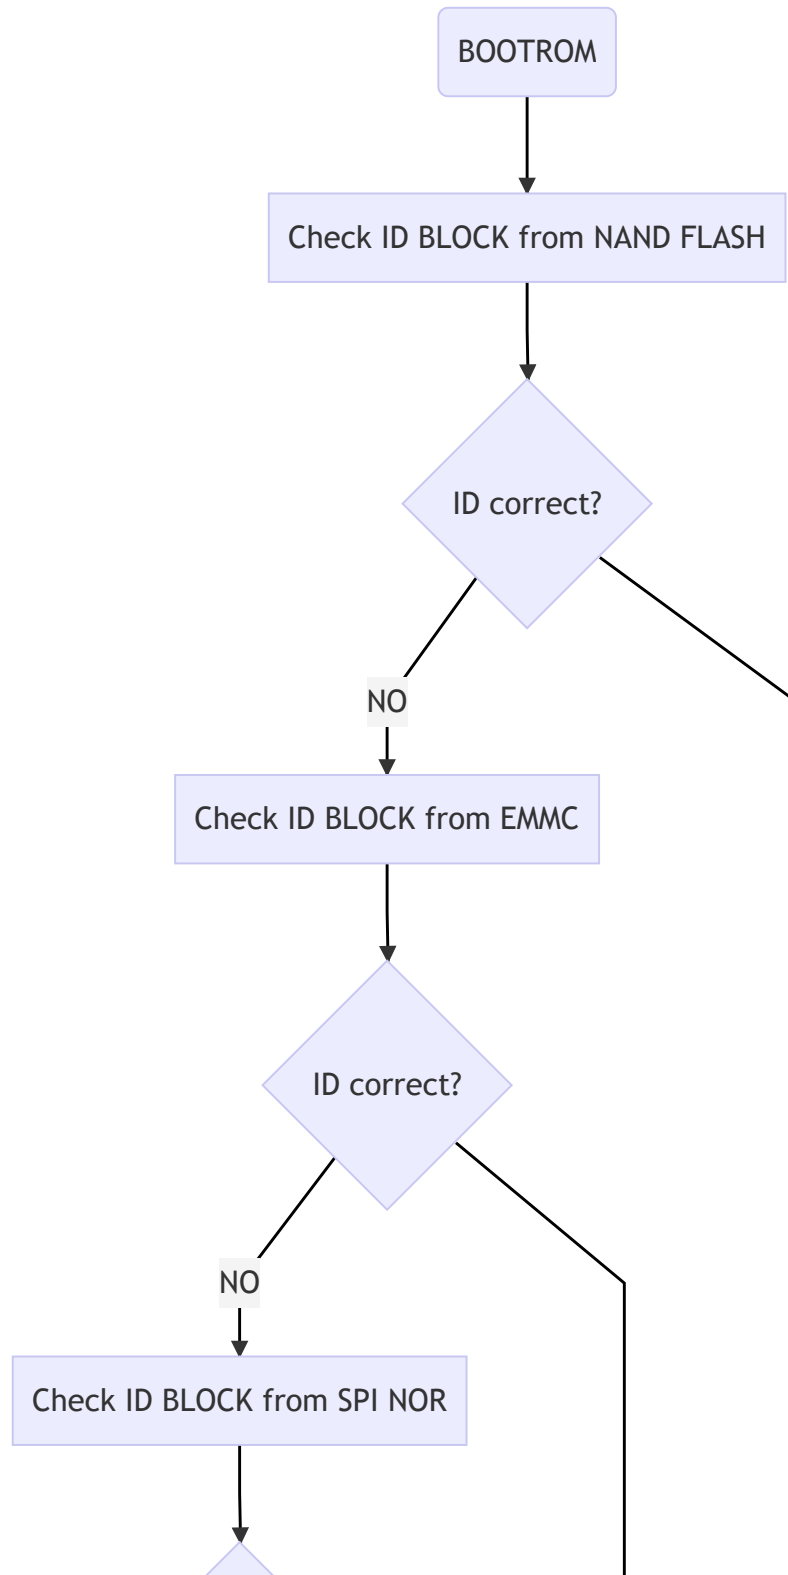 BOOTROM
Check ID BLOCK from NAND FLASH
ID correct?
NO
Check ID BLOCK from EMMC
ID correct?
NO
Check ID BLOCK from SPI NOR